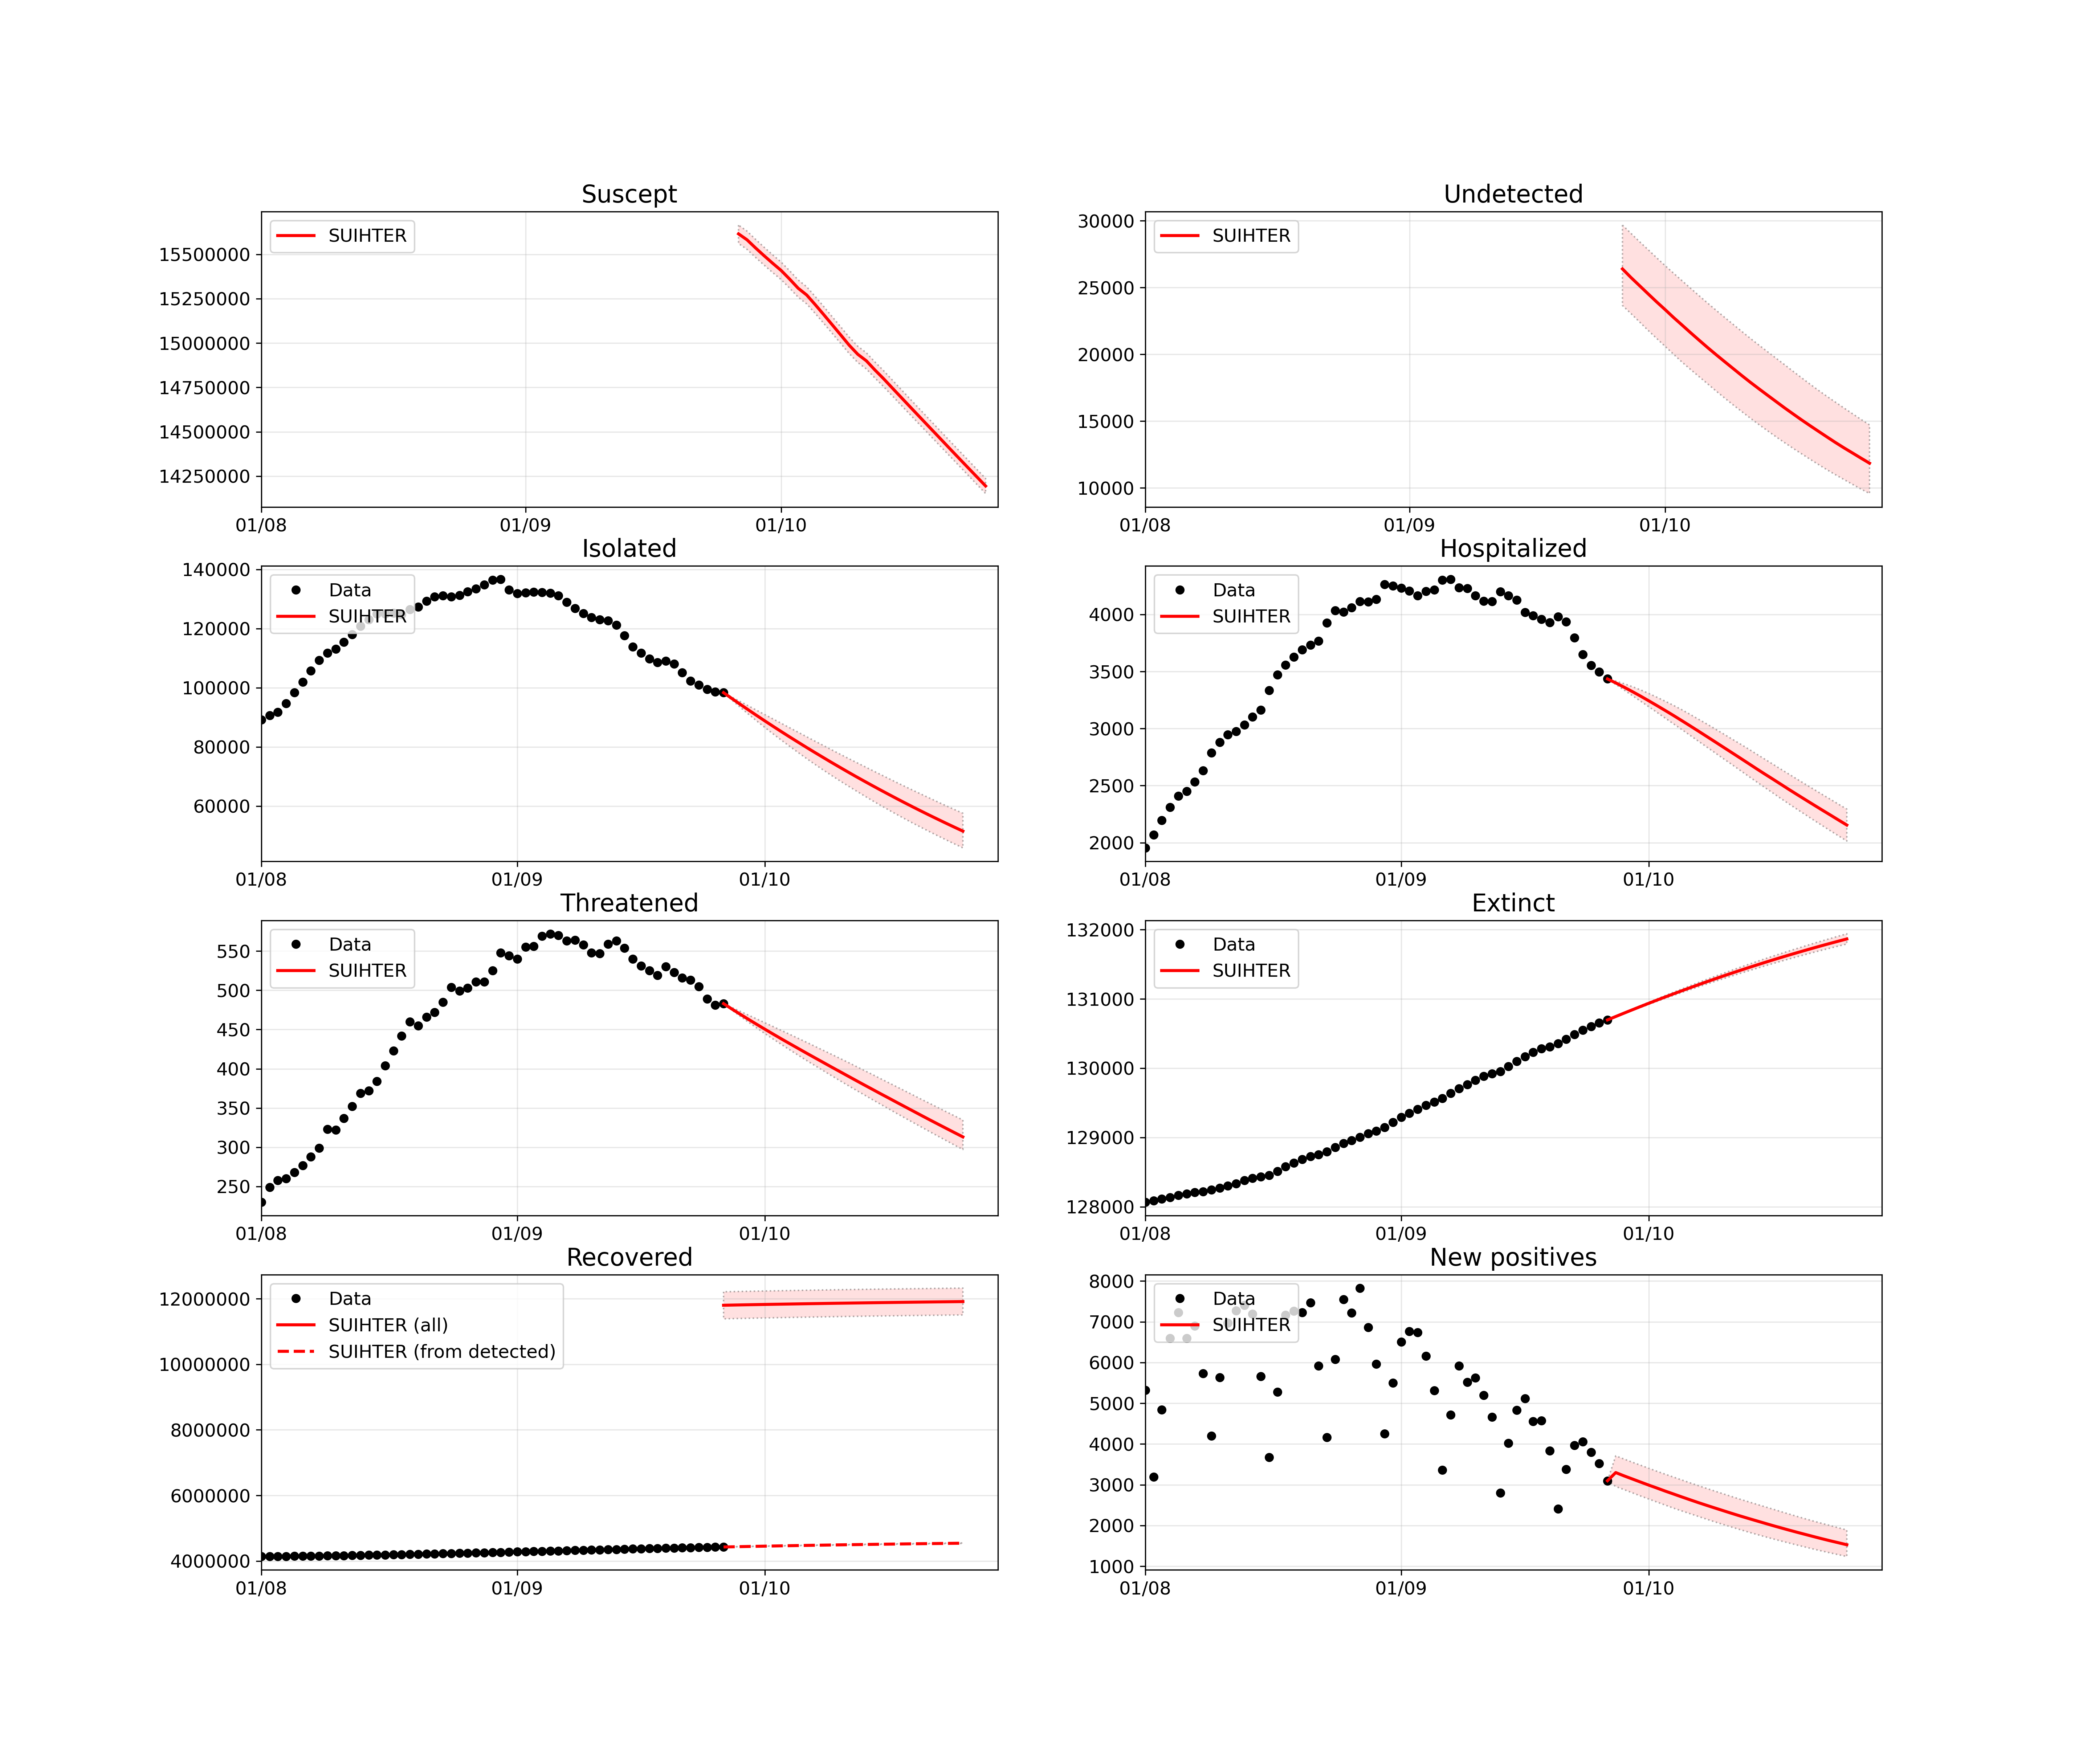 Suscept
SUIHTER
15500000
15250000
15000000
14750000
14500000
14250000
01/08 01/09 01/10
Undetected
SUIHTER
30000
25000
20000
15000
10000
01/08 01/09 01/10
Isolated
Data
SUIHTER
140000
120000
100000
80000
60000
01/08 01/09 01/10
Hospitalized
Data
SUIHTER
4000
3500
3000
2500
2000
01/08 01/09 01/10
Threatened
Data
SUIHTER
550
500
450
400
350
300
250
01/08 01/09 01/10
Extinct
Data
SUIHTER
132000
131000
130000
129000
128000
01/08 01/09 01/10
Recovered
Data
SUIHTER (all)
SUIHTER (from detected)
12000000
10000000
8000000
6000000
4000000
01/08 01/09 01/10
New positives
Data
SUIHTER
8000
7000
6000
5000
4000
3000
2000
1000
01/08 01/09 01/10